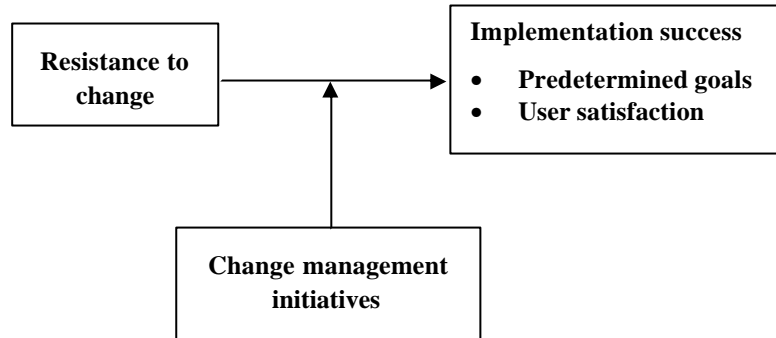 Resistance to
change
Implementation success
• Predetermined goals
• User satisfaction
Change management
initiatives